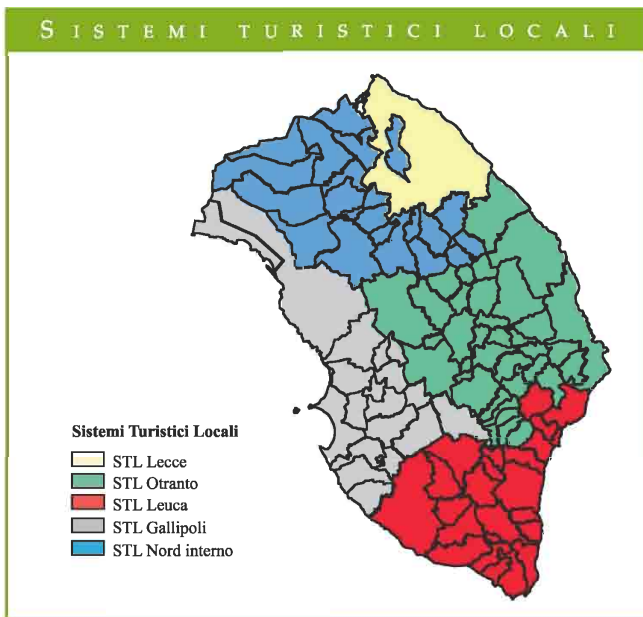 SISTEMI TURISTICI LOCALI
Sistemi Turistici Locali
STL Lecce
STL Otranto
STL Leuca
STL Gallipoli
STL Nord interno